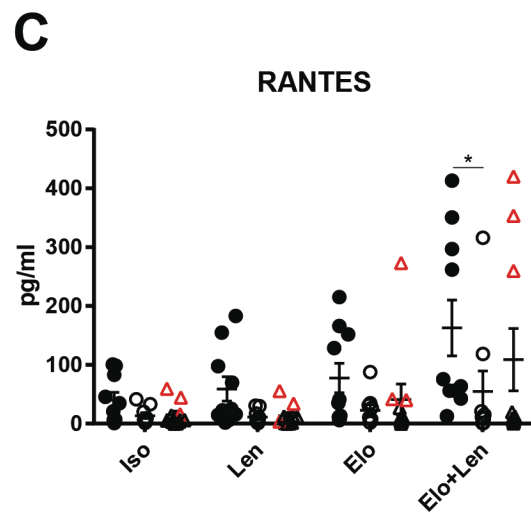 C
RANTES
500
400
300
200
100
0
pg/ml
*
Iso
Len
Elo
Elo+Len